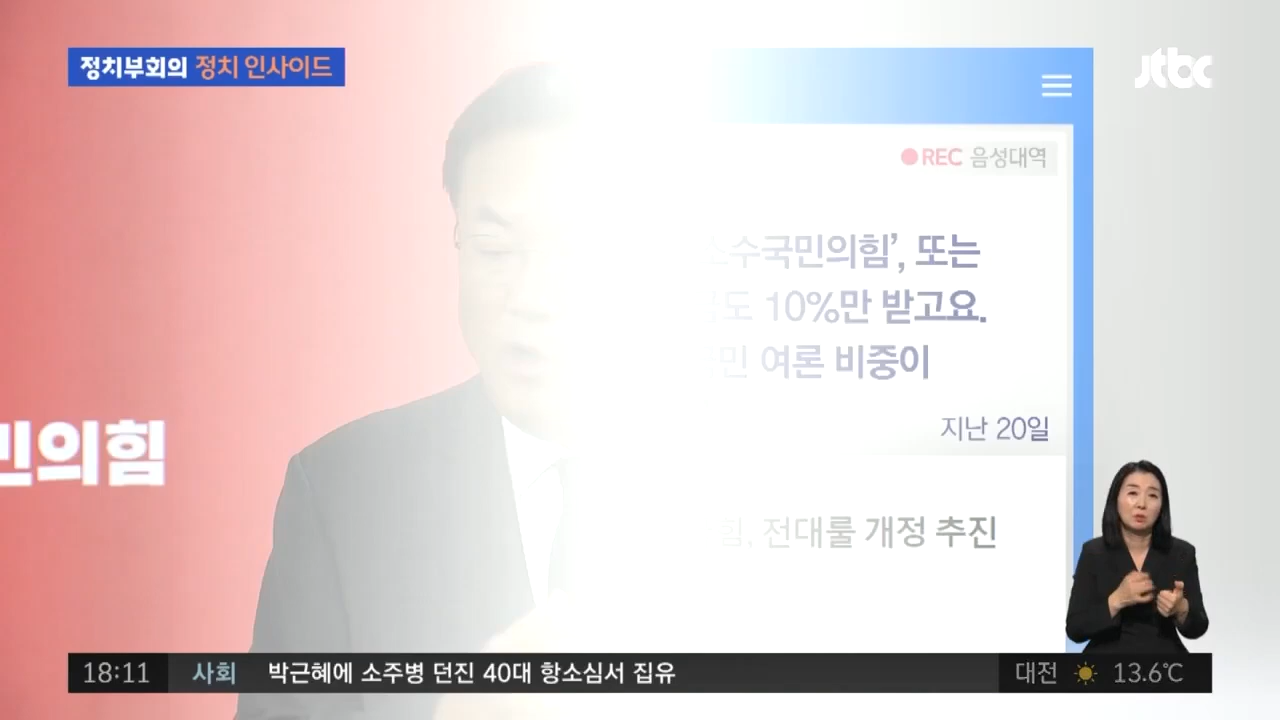 정치부회의 정치 인사이드
jtbc
REC 음성대역
수국민의힘’, 또는
도 10%만 받고요.
민 여론 비중이
지난 20일
민의힘
힘, 전대룰 개정 추진
18:11 사회 박근혜에 소주병 던진 40대 항소심서 집유 대전 13.6℃